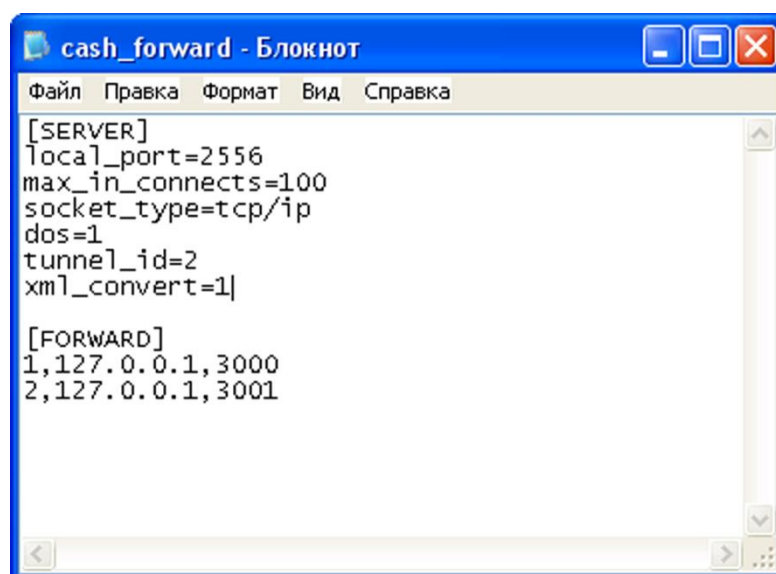 cash_forward - Блокнот
Файл Правка Формат Вид Справка
[SERVER]
local_port=2556
max_in_connects=100
socket_type=tcp/ip
dos=1
tunnel_id=2
xml_convert=1
[FORWARD]
1,127.0.0.1,3000
2,127.0.0.1,3001